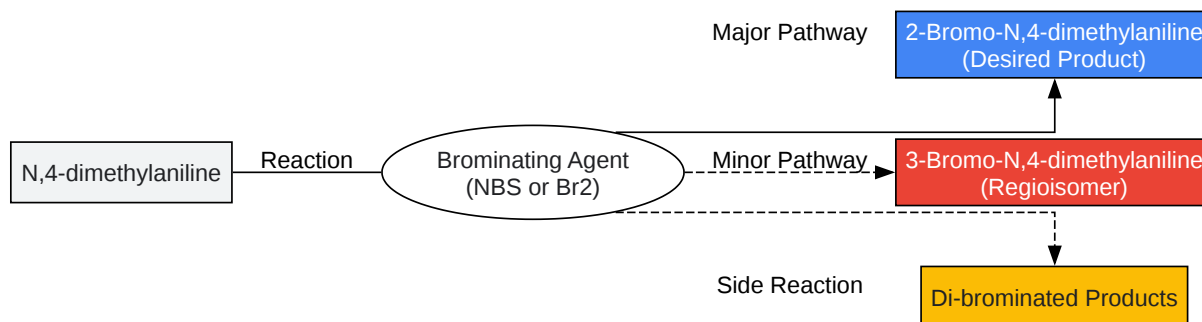 Major Pathway
2-Bromo-N,4-dimethylaniline
(Desired Product)
N,4-dimethylaniline
Reaction
Brominating Agent
(NBS or Br2)
Minor Pathway
3-Bromo-N,4-dimethylaniline
(Regioisomer)
Side Reaction
Di-brominated Products